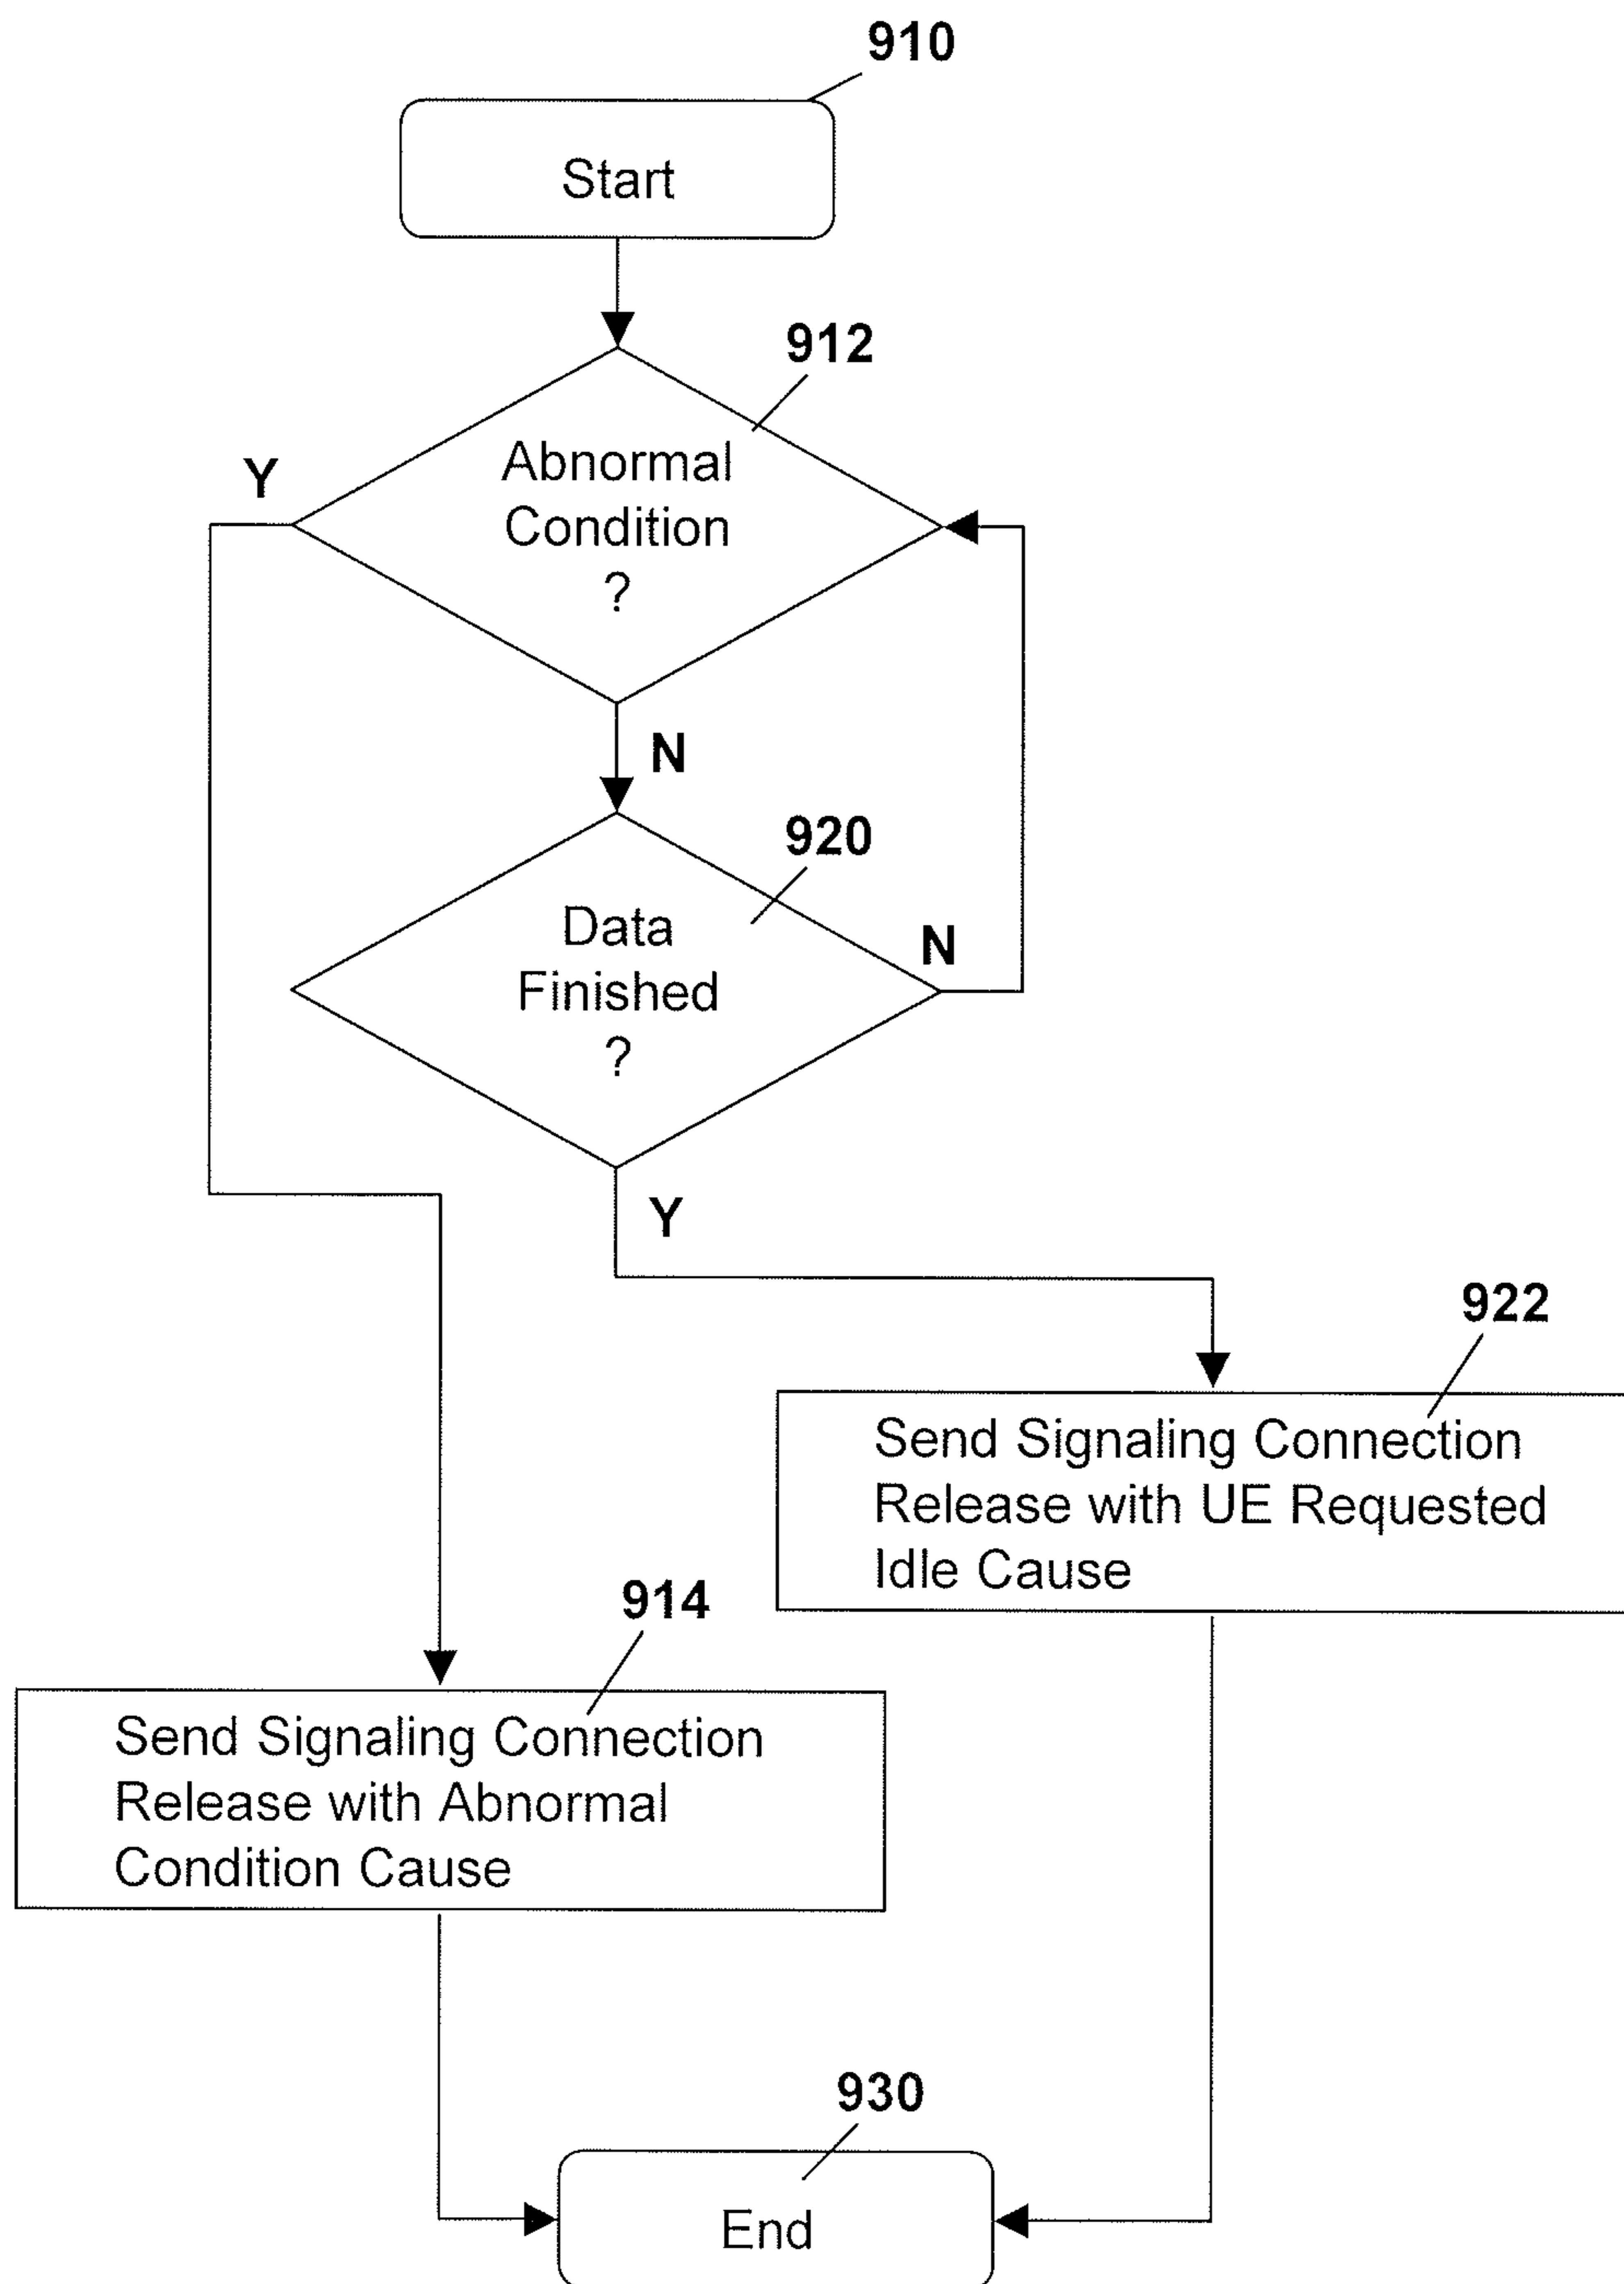 910
Start
912
Y
Abnormal
Condition
?
N
920
Data
Finished
?
N
Y
922
Send Signaling Connection
Release with UE Requested
Idle Cause
914
Send Signaling Connection
Release with Abnormal
Condition Cause
930
End